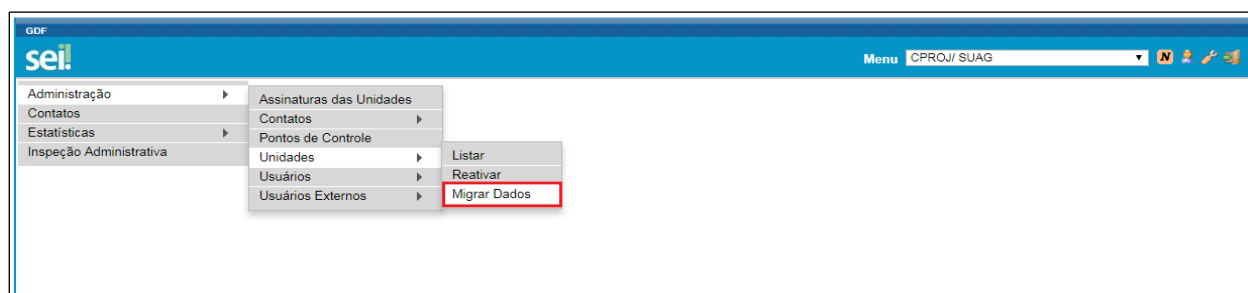 GDF
sei!
Menu CPROJ/ SUAG
N
Administração
Contatos
Estatísticas
Inspeção Administrativa
Assinaturas das Unidades
Contatos
Pontos de Controle
Unidades
Usuários
Usuários Externos
Listar
Reativar
Migrar Dados